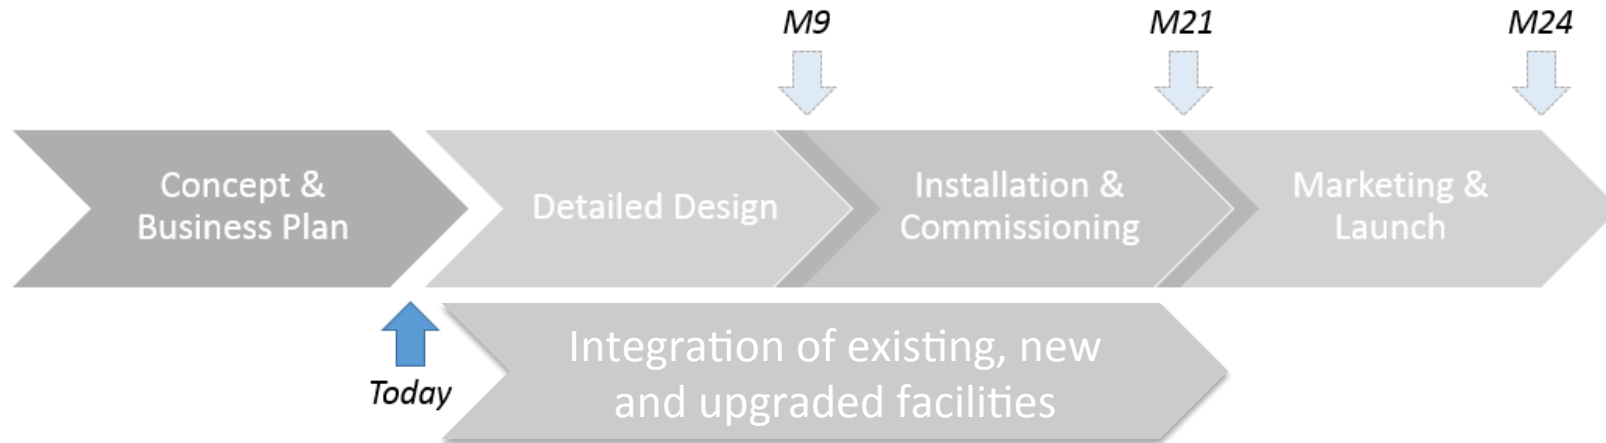 M9
M21
M24
Concept &
Business Plan
Detailed Design
Installation &
Commissioning
Marketing &
Launch
Today
Integration of existing, new
and upgraded facilities